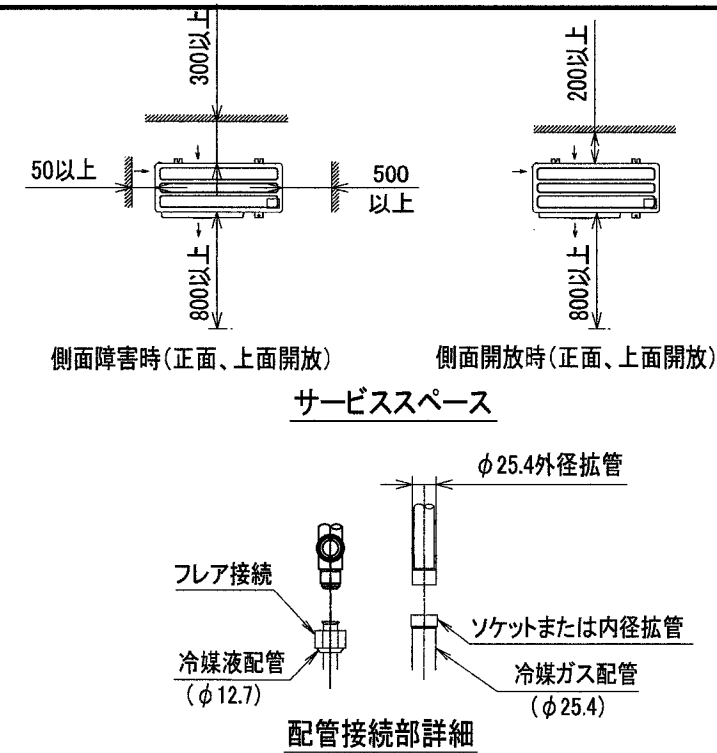 300以上
200以上
50以上
500
以上
800以上
800以上
側面障害時(正面、上面開放)
側面開放時(正面、上面開放)
サービススペース
φ25.4外径拡管
フレア接続
ソケットまたは内径拡管
冷媒液配管
(φ12.7)
冷媒ガス配管
(φ25.4)
配管接続部詳細